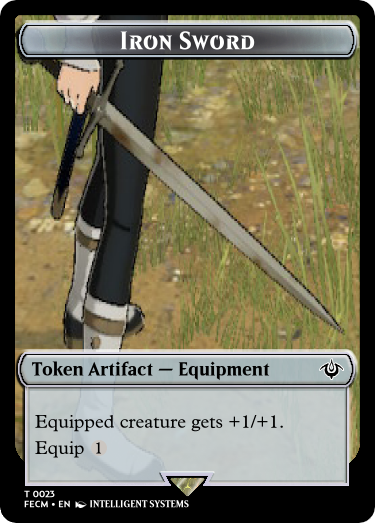 Iron Sword
Token Artifact — Equipment
Equipped creature gets +1/+1.
Equip 1
T 0023
FECM • EN INTELLIGENT SYSTEMS